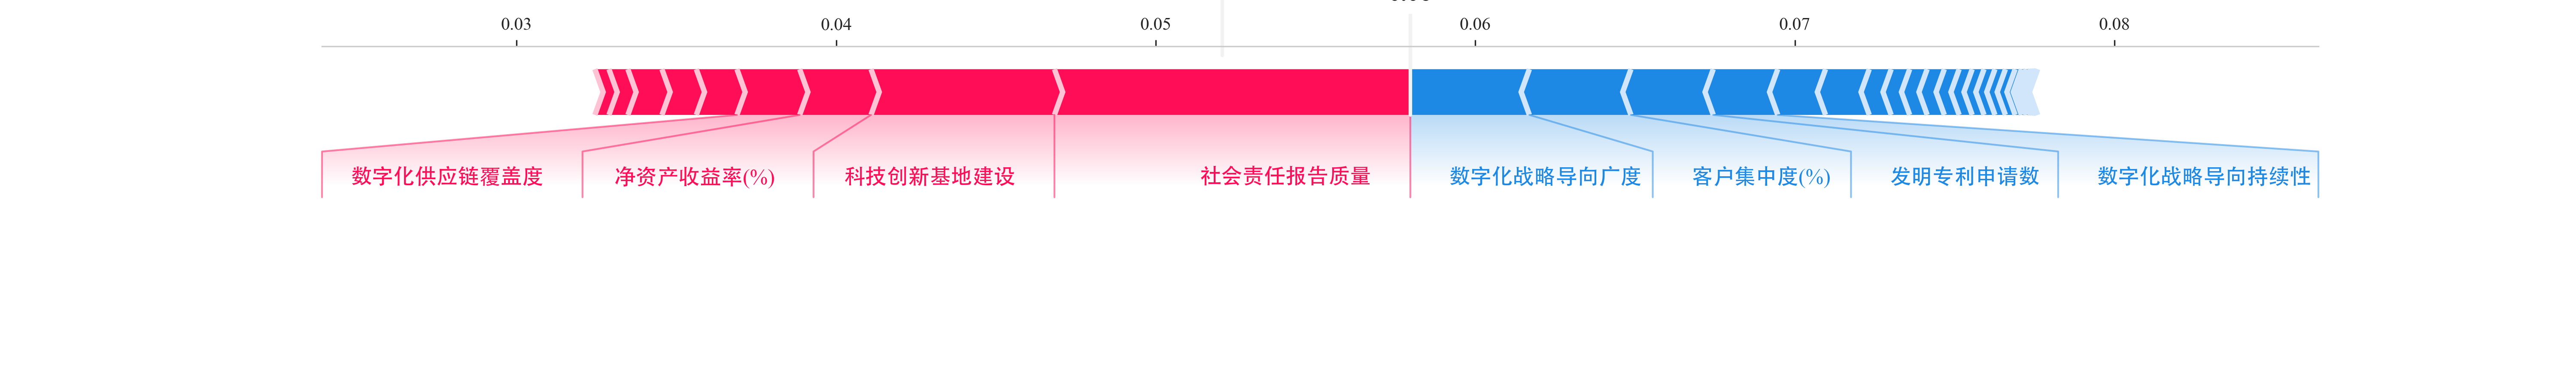 0.03 0.04 0.05 0.06 0.07 0.08
数字化供应链覆盖度 净资产收益率(%) 科技创新基地建设 社会责任报告质量 数字化战略导向广度 客户集中度(%) 发明专利申请数 数字化战略导向持续性